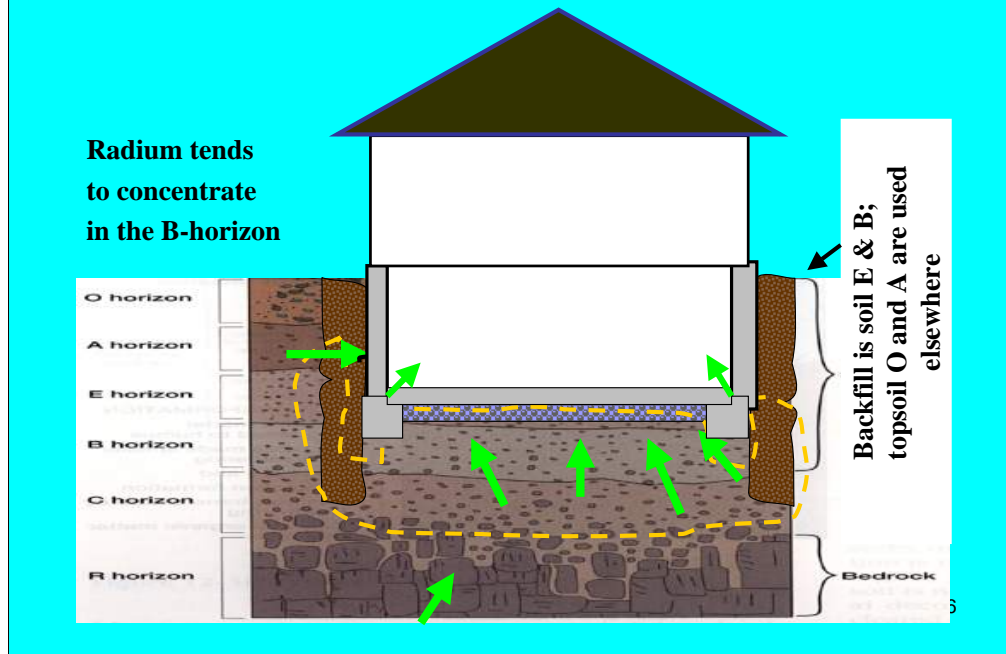 Radium tends
to concentrate
in the B-horizon
Backfill is soil E & B;
topsoil O and A are used
elsewhere
O horizon
A horizon
E horizon
B horizon
C horizon
R horizon
Bedrock
6